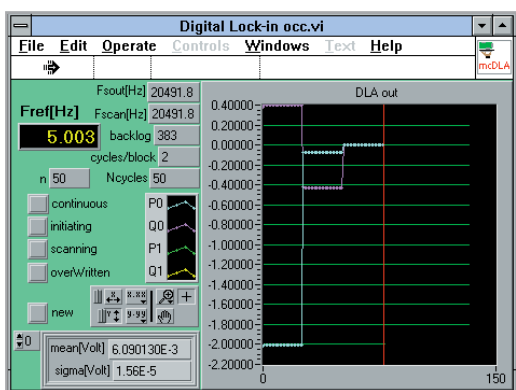 Digital Lock-in occ.vi
File Edit Operate Controls Windows Text Help
mcDLA
Fsout[Hz] 20491.8
Fref[Hz] Fscan[Hz] 20491.8
5.003 backlog 383
cycles/block 2
n 50 Ncycles 50
continuous P0
initiating Q0
scanning P1
overWritten Q1
new
x.xx
y.yy
0
mean[Volt] 6.090130E-3
sigma[Volt] 1.56E-5
DLA out
0.40000
0.20000
0.00000
-0.20000
-0.40000
-0.60000
-0.80000
-1.00000
-1.20000
-1.40000
-1.60000
-1.80000
-2.00000
-2.20000
0 150